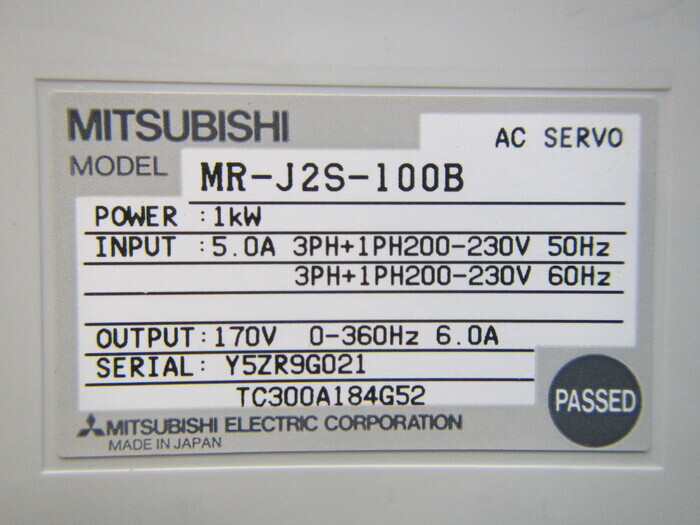 MITSUBISHI
AC SERVO
MODEL MR-J2S-100B
POWER :1kW
INPUT :5.0A 3PH+1PH200-230V 50Hz
3PH+1PH200-230V 60Hz
OUTPUT:170V 0-360Hz 6.0A
SERIAL: Y5ZR9G021
TC300A184G52
PASSED
MITSUBISHI ELECTRIC CORPORATION
MADE IN JAPAN